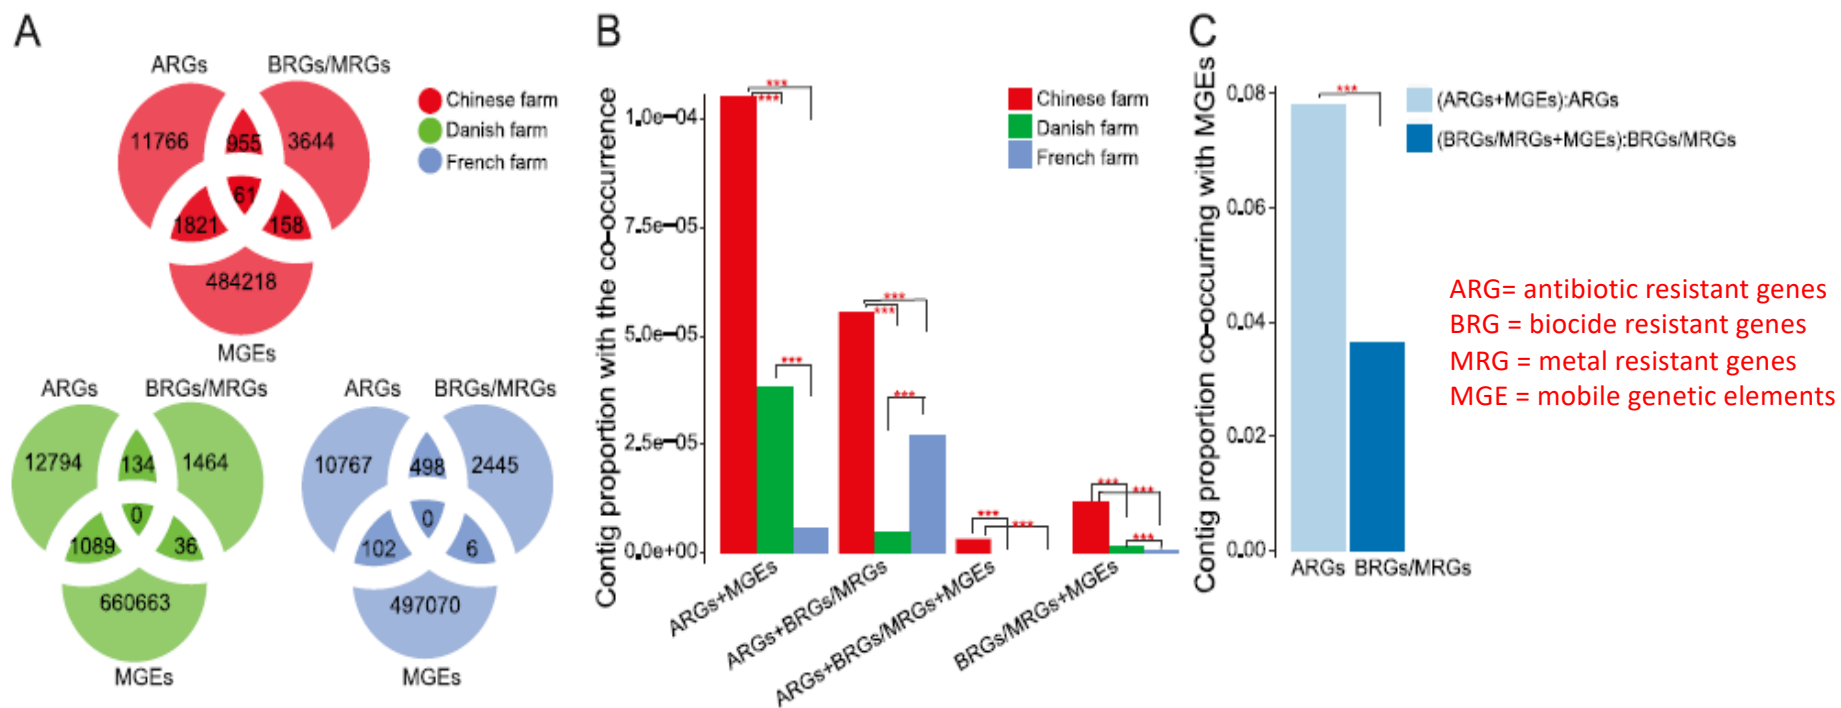 A
ARGs
BRGs/MRGs
11766
955
3644
61
1821
158
484218
MGEs
Chinese farm
Danish farm
French farm
ARGs
BRGs/MRGs
12794
134
1464
0
1089
36
660663
MGEs
ARGs
BRGs/MRGs
10767
498
2445
0
102
6
497070
MGEs
B
Contig proportion with the co-occurrence
1.0e-04
7.5e-05
5.0e-05
2.5e-05
0.0e+00
***
***
***
***
***
***
***
***
***
***
***
Chinese farm
Danish farm
French farm
ARGs+MGEs
ARGs+BRGs/MRGs
ARGs+BRGs/MRGs+MGEs
BRGs/MRGs+MGEs
C
Contig proportion co-occurring with MGEs
0.08
0.06
0.04
0.02
0.00
***
ARGs
BRGs/MRGs
(ARGs+MGEs):ARGs
(BRGs/MRGs+MGEs):BRGs/MRGs
ARG= antibiotic resistant genes
BRG = biocide resistant genes
MRG = metal resistant genes
MGE = mobile genetic elements